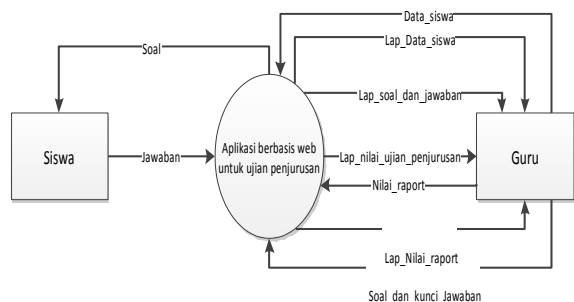 Data_siswa
Soal
Lap_Data_siswa
Lap_soal_dan_jawaban
Siswa
Jawaban
Aplikasi berbasis web
untuk ujian penjurusan
Lap_nilai_ujian_penjurusan
Guru
Nilai_raport
Lap_Nilai_raport
Soal dan kunci Jawaban